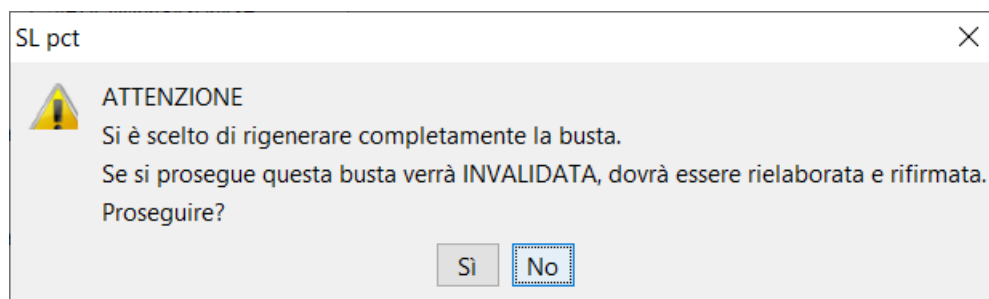 SL pct
ATTENZIONE
Si è scelto di rigenerare completamente la busta.
Se si prosegue questa busta verrà INVALIDATA, dovrà essere rielaborata e rifirmata.
Proseguire?
Sì
No